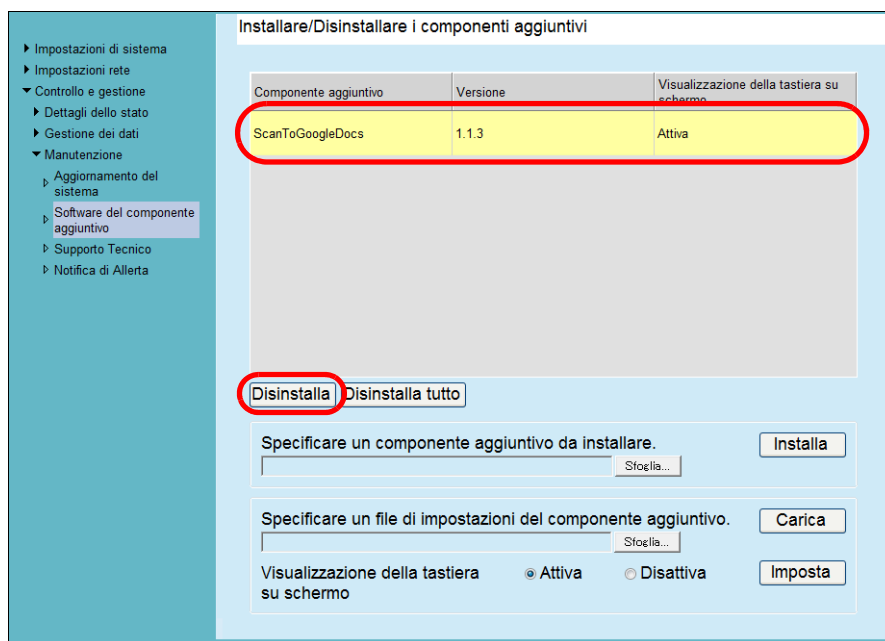 Installare/Disinstallare i componenti aggiuntivi
Impostazioni di sistema
Impostazioni rete
Controllo e gestione
Dettagli dello stato
Gestione dei dati
Manutenzione
Aggiornamento del
sistema
Software del componente
aggiuntivo
Supporto Tecnico
Notifica di Allerta
Componente aggiuntivo
Versione
Visualizzazione della tastiera su
schermo
ScanToGoogleDocs
1.1.3
Attiva
Disinstalla
Disinstalla tutto
Specificare un componente aggiuntivo da installare.
Installa
Sfoglia...
Specificare un file di impostazioni del componente aggiuntivo.
Carica
Sfoglia...
Visualizzazione della tastiera
su schermo
Attiva
Disattiva
Imposta